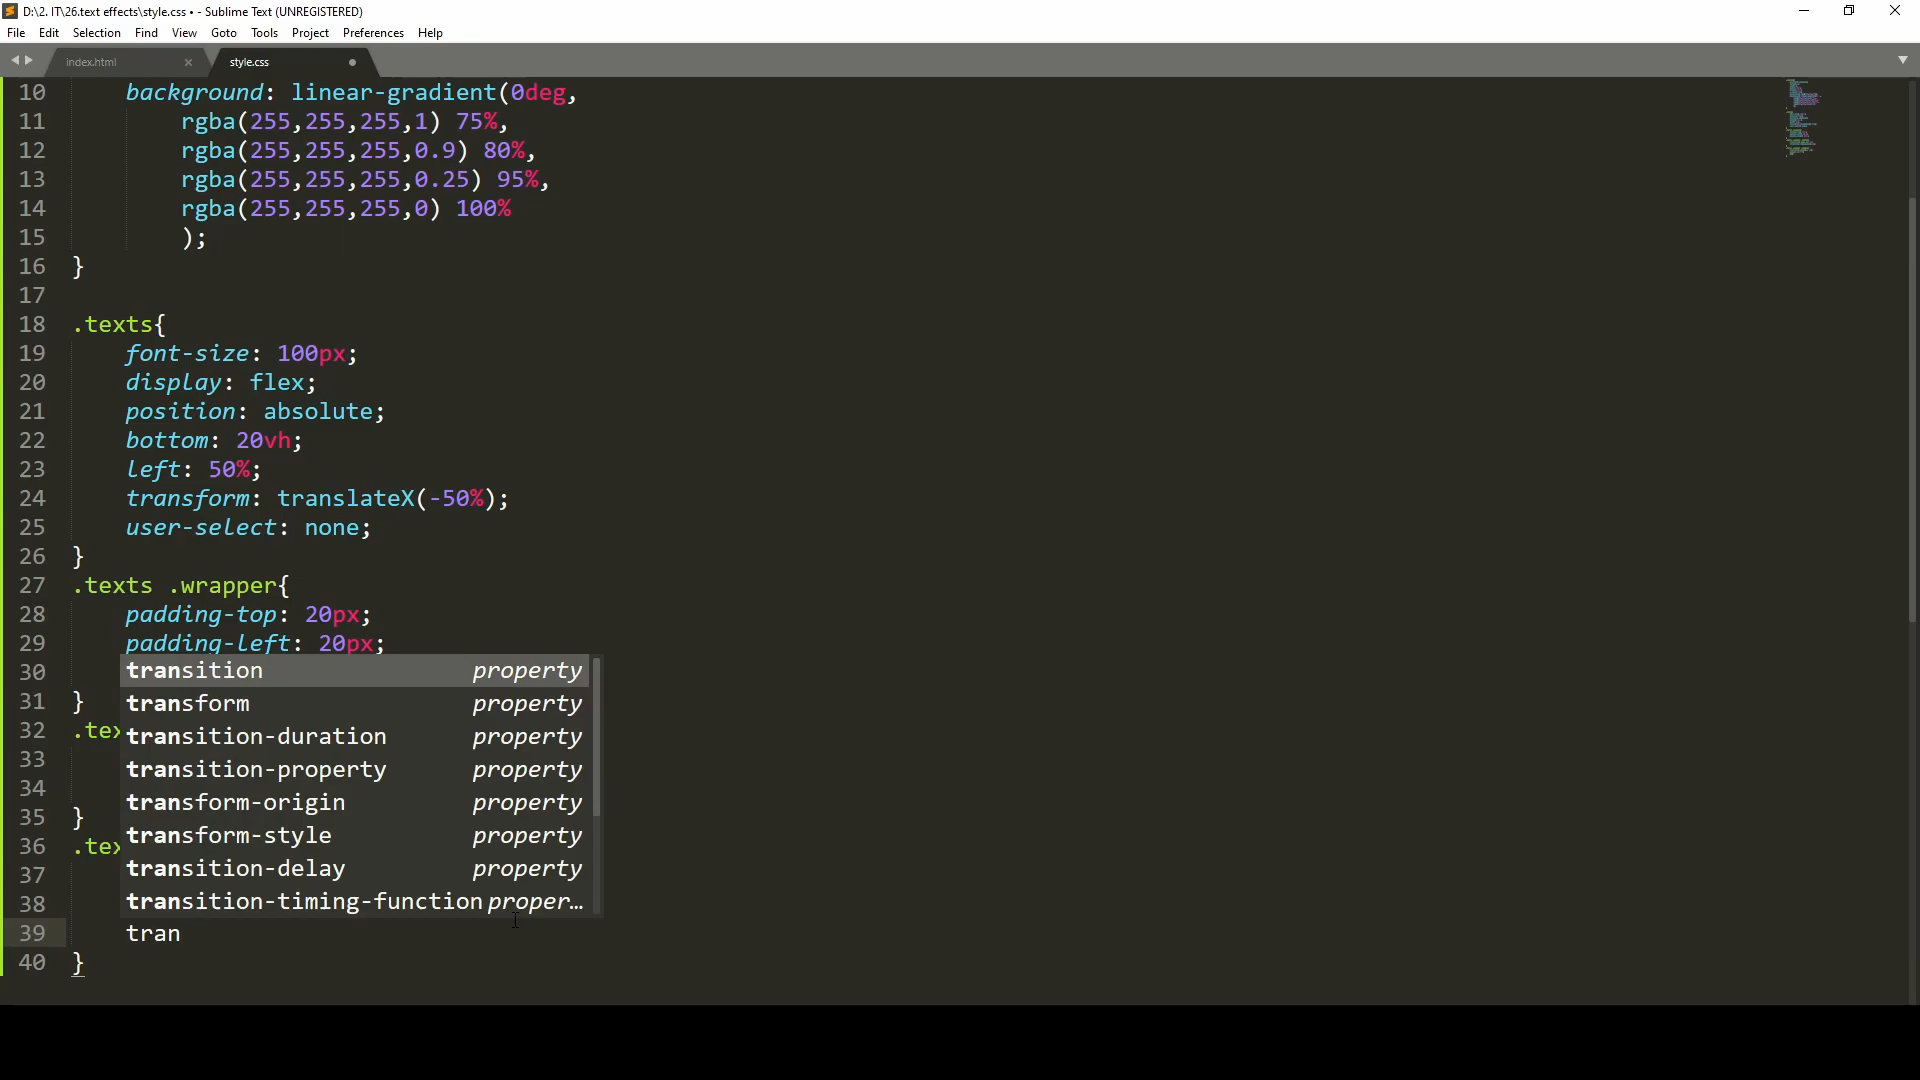 D:\2. IT\26.text effects\style.css • - Sublime Text (UNREGISTERED)
File Edit Selection Find View Goto Tools Project Preferences Help
index.html style.css
10 background: linear-gradient(0deg,
11 rgba(255,255,255,1) 75%,
12 rgba(255,255,255,0.9) 80%,
13 rgba(255,255,255,0.25) 95%,
14 rgba(255,255,255,0) 100%
15 );
16 }
17
18 .texts{
19 font-size: 100px;
20 display: flex;
21 position: absolute;
22 bottom: 20vh;
23 left: 50%;
24 transform: translateX(-50%);
25 user-select: none;
26 }
27 .texts .wrapper{
28 padding-top: 20px;
29 padding-left: 20px;
30 transition property
31 } transform property
32 .tex transition-duration property
33 transition-property property
34 transform-origin property
35 } transform-style property
36 .tex transition-delay property
37 transition-timing-function proper…
38
39 tran
40 }